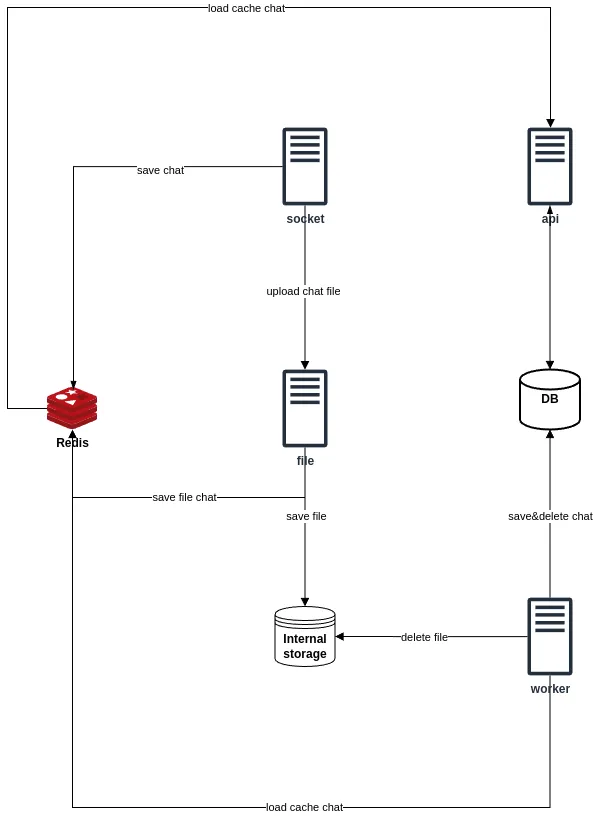 load cache chat
save chat
socket
api
upload chat file
DB
Redis
file
save file chat
save file
save&delete chat
Internal
storage
delete file
worker
load cache chat